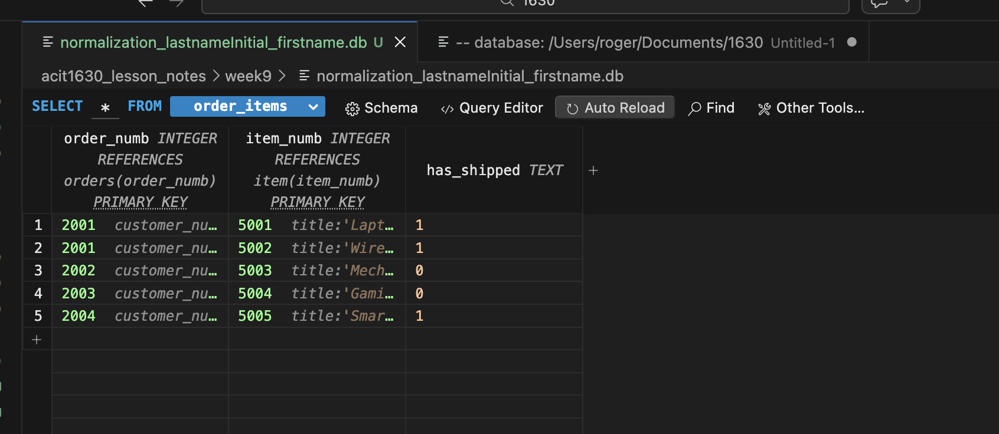 1630
normalization_lastnameInitial_firstname.db U
-- database: /Users/roger/Documents/1630 Untitled-1
acit1630_lesson_notes > week9 > normalization_lastnameInitial_firstname.db
SELECT * FROM order_items Schema </> Query Editor Auto Reload Find Other Tools...
order_numb INTEGER REFERENCES orders(order_numb) PRIMARY KEY
item_numb INTEGER REFERENCES item(item_numb) PRIMARY KEY
has_shipped TEXT
+
1 2001 customer_nu… 5001 title:'Lapt… 1
2 2001 customer_nu… 5002 title:'Wire… 1
3 2002 customer_nu… 5003 title:'Mech… 0
4 2003 customer_nu… 5004 title:'Gami… 0
5 2004 customer_nu… 5005 title:'Smar… 1
+